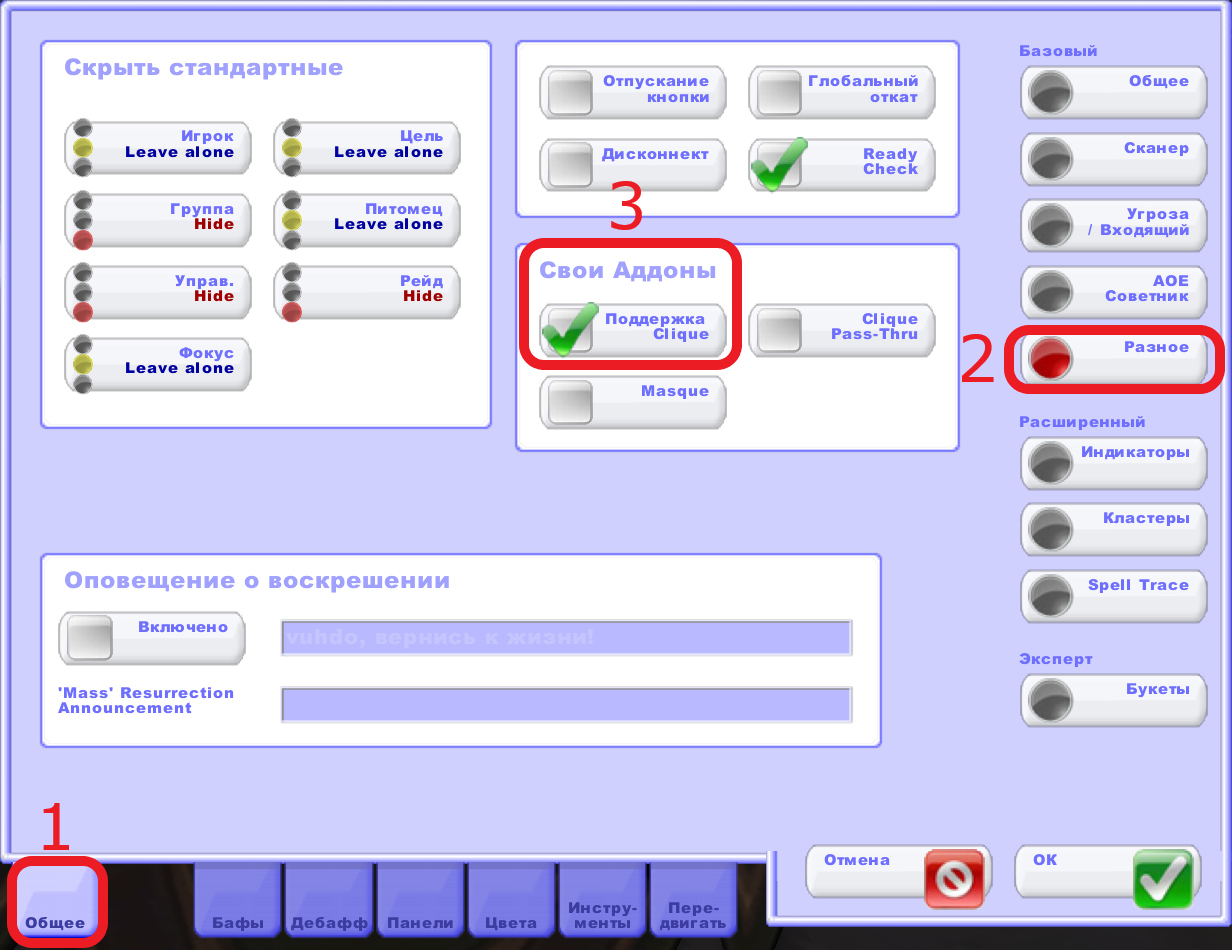 Скрыть стандартные
Игрок
Leave alone
Цель
Leave alone
Группа
Hide
Питомец
Leave alone
Управ.
Hide
Рейд
Hide
Фокус
Leave alone
Отпускание
кнопки
Глобальный
откат
Дисконнект
Ready
Check
3
Свои Аддоны
Поддержка
Clique
Clique
Pass-Thru
Masque
Базовый
Общее
Сканер
Угроза
/ Входящий
АОЕ
Советник
2
Разное
Расширенный
Индикаторы
Кластеры
Spell Trace
Эксперт
Букеты
Оповещение о воскрешении
Включено
vuhdo, вернись к жизни!
'Mass' Resurrection
Announcement
1
Общее
Бафы
Дебафф
Панели
Цвета
Инстру-
менты
Пере-
двигать
Отмена
ОК